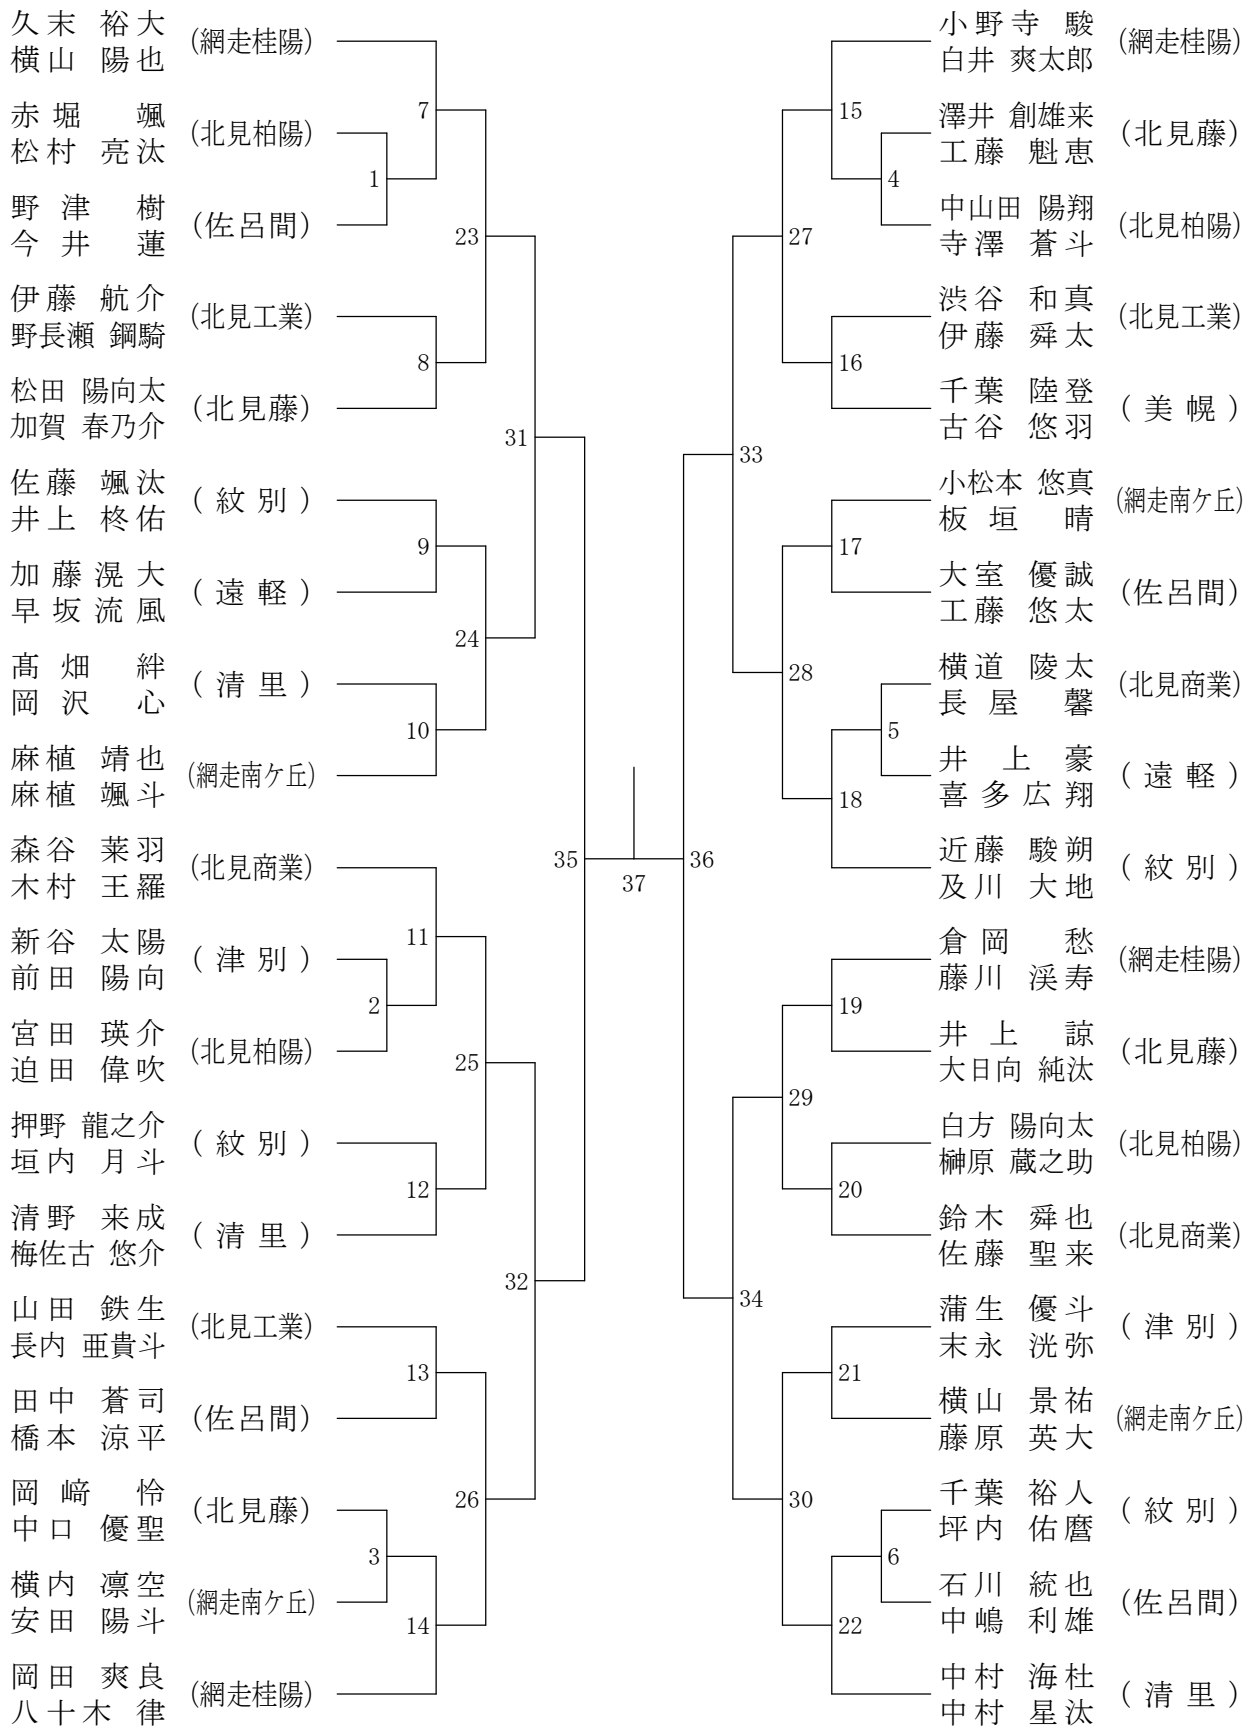 久末 裕大
横山 陽也
(網走桂陽)
赤堀 颯
松村 亮汰
(北見柏陽)
野津 樹
今井 蓮
(佐呂間)
伊藤 航介
野長瀬 鋼騎
(北見工業)
松田 陽向太
加賀 春乃介
(北見藤)
佐藤 颯汰
井上 柊佑
(紋別)
加藤滉大
早坂流風
(遠軽)
髙畑 絆
岡沢 心
(清里)
麻植 靖也
麻植 颯斗
(網走南ケ丘)
森谷 莱羽
木村 王羅
(北見商業)
新谷 太陽
前田 陽向
(津別)
宮田 瑛介
迫田 偉吹
(北見柏陽)
押野 龍之介
垣内 月斗
(紋別)
清野 来成
梅佐古 悠介
(清里)
山田 鉄生
長内 亜貴斗
(北見工業)
田中 蒼司
橋本 涼平
(佐呂間)
岡﨑 怜
中口 優聖
(北見藤)
横内 凛空
安田 陽斗
(網走南ケ丘)
岡田 爽良
八十木 律
(網走桂陽)
1
2
3
7
8
9
10
11
12
13
14
23
24
25
26
31
32
35
37
36
33
34
27
28
29
30
15
16
17
18
19
20
21
22
4
5
6
小野寺 駿
白井 爽太郎
(網走桂陽)
澤井 創雄来
工藤 魁恵
(北見藤)
中山田 陽翔
寺澤 蒼斗
(北見柏陽)
渋谷 和真
伊藤 舜太
(北見工業)
千葉 陸登
古谷 悠羽
(美幌)
小松本 悠真
板垣 晴
(網走南ケ丘)
大室 優誠
工藤 悠太
(佐呂間)
横道 陵太
長屋 馨
(北見商業)
井上豪
喜多広翔
(遠軽)
近藤 駿朔
及川 大地
(紋別)
倉岡 愁
藤川 渓寿
(網走桂陽)
井上 諒
大日向 純汰
(北見藤)
白方 陽向太
榊原 蔵之助
(北見柏陽)
鈴木 舜也
佐藤 聖来
(北見商業)
蒲生 優斗
末永 洸弥
(津別)
横山 景祐
藤原 英大
(網走南ケ丘)
千葉 裕人
坪内 佑麿
(紋別)
石川 統也
中嶋 利雄
(佐呂間)
中村 海杜
中村 星汰
(清里)